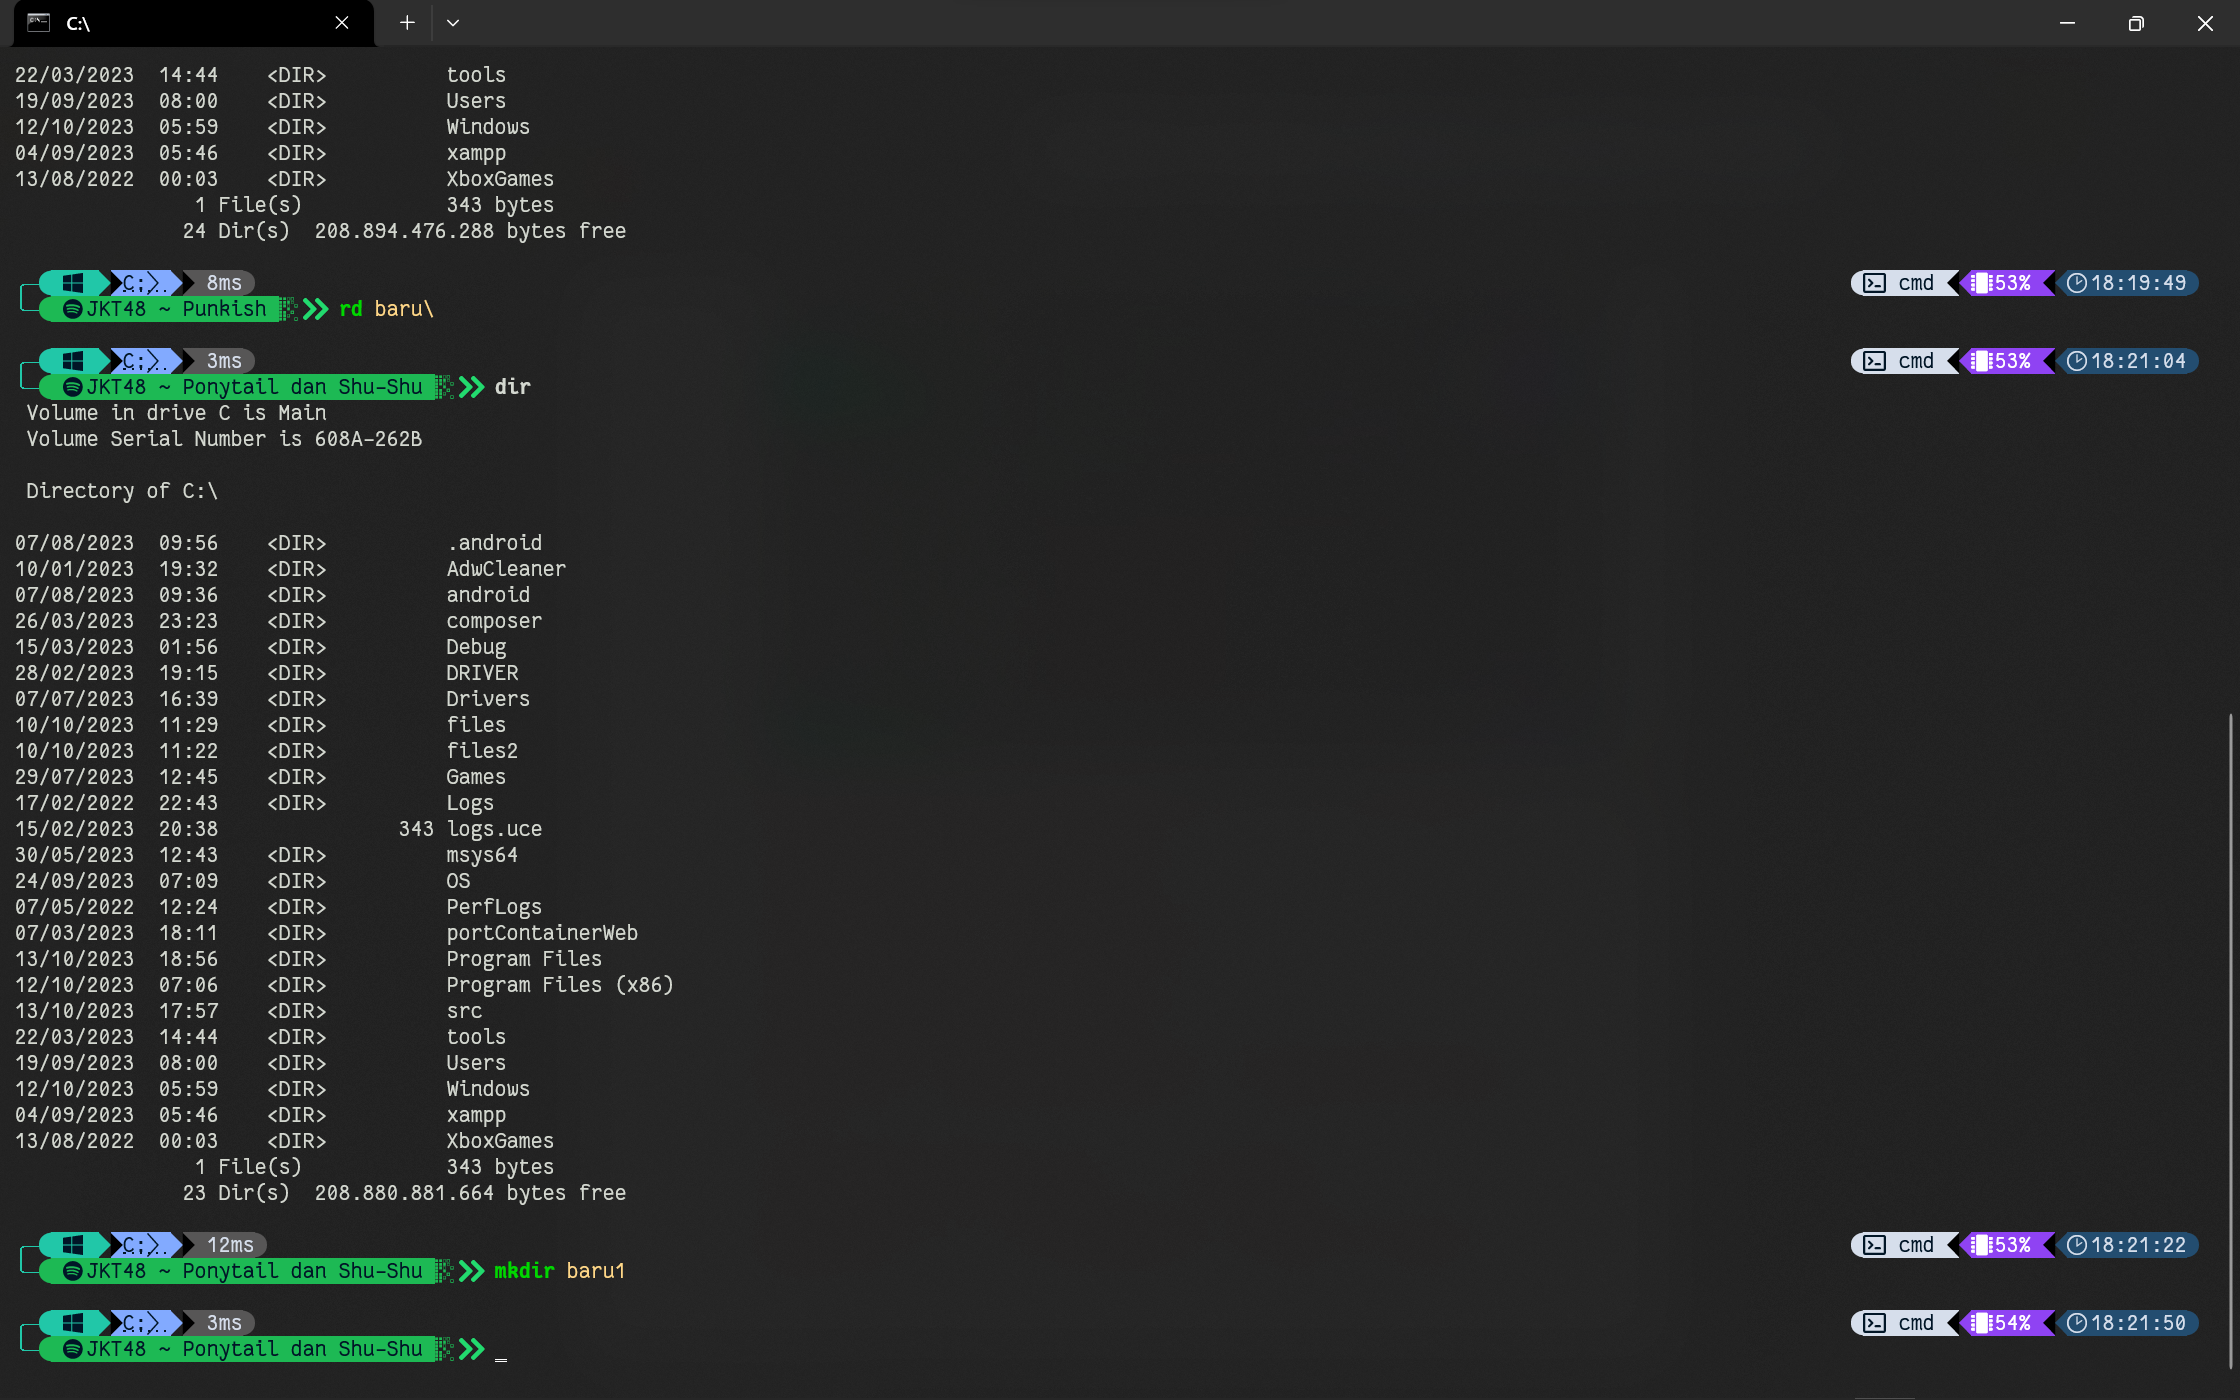 C:\
22/03/2023  14:44    <DIR>          tools
19/09/2023  08:00    <DIR>          Users
12/10/2023  05:59    <DIR>          Windows
04/09/2023  05:46    <DIR>          xampp
13/08/2022  00:03    <DIR>          XboxGames
1 File(s)            343 bytes
24 Dir(s)  208.894.476.288 bytes free
C:\ 8ms cmd 53% 18:19:49
JKT48 ~ Punkish rd baru\
C:\ 3ms cmd 53% 18:21:04
JKT48 ~ Ponytail dan Shu-Shu dir
Volume in drive C is Main
Volume Serial Number is 608A-262B
Directory of C:\
07/08/2023  09:56    <DIR>          .android
10/01/2023  19:32    <DIR>          AdwCleaner
07/08/2023  09:36    <DIR>          android
26/03/2023  23:23    <DIR>          composer
15/03/2023  01:56    <DIR>          Debug
28/02/2023  19:15    <DIR>          DRIVER
07/07/2023  16:39    <DIR>          Drivers
10/10/2023  11:29    <DIR>          files
10/10/2023  11:22    <DIR>          files2
29/07/2023  12:45    <DIR>          Games
17/02/2022  22:43    <DIR>          Logs
15/02/2023  20:38               343 logs.uce
30/05/2023  12:43    <DIR>          msys64
24/09/2023  07:09    <DIR>          OS
07/05/2022  12:24    <DIR>          PerfLogs
07/03/2023  18:11    <DIR>          portContainerWeb
13/10/2023  18:56    <DIR>          Program Files
12/10/2023  07:06    <DIR>          Program Files (x86)
13/10/2023  17:57    <DIR>          src
22/03/2023  14:44    <DIR>          tools
19/09/2023  08:00    <DIR>          Users
12/10/2023  05:59    <DIR>          Windows
04/09/2023  05:46    <DIR>          xampp
13/08/2022  00:03    <DIR>          XboxGames
1 File(s)            343 bytes
23 Dir(s)  208.880.881.664 bytes free
C:\ 12ms cmd 53% 18:21:22
JKT48 ~ Ponytail dan Shu-Shu mkdir baru1
C:\ 3ms cmd 54% 18:21:50
JKT48 ~ Ponytail dan Shu-Shu _